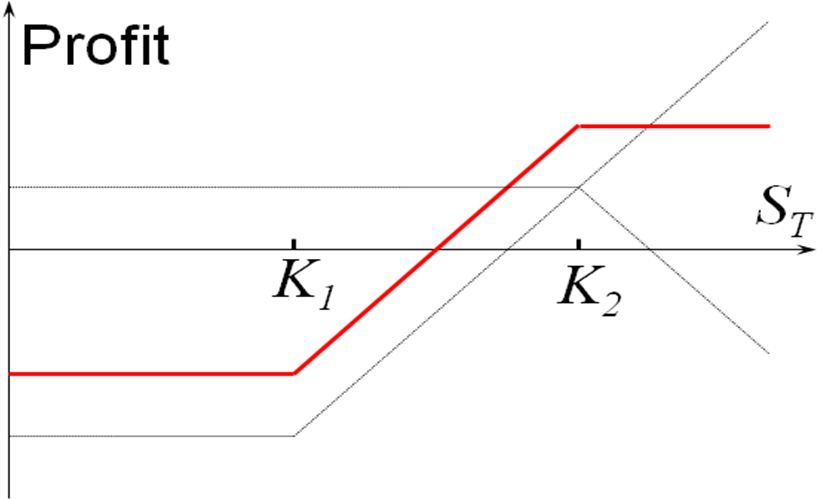 Profit
S_T
K_1
K_2